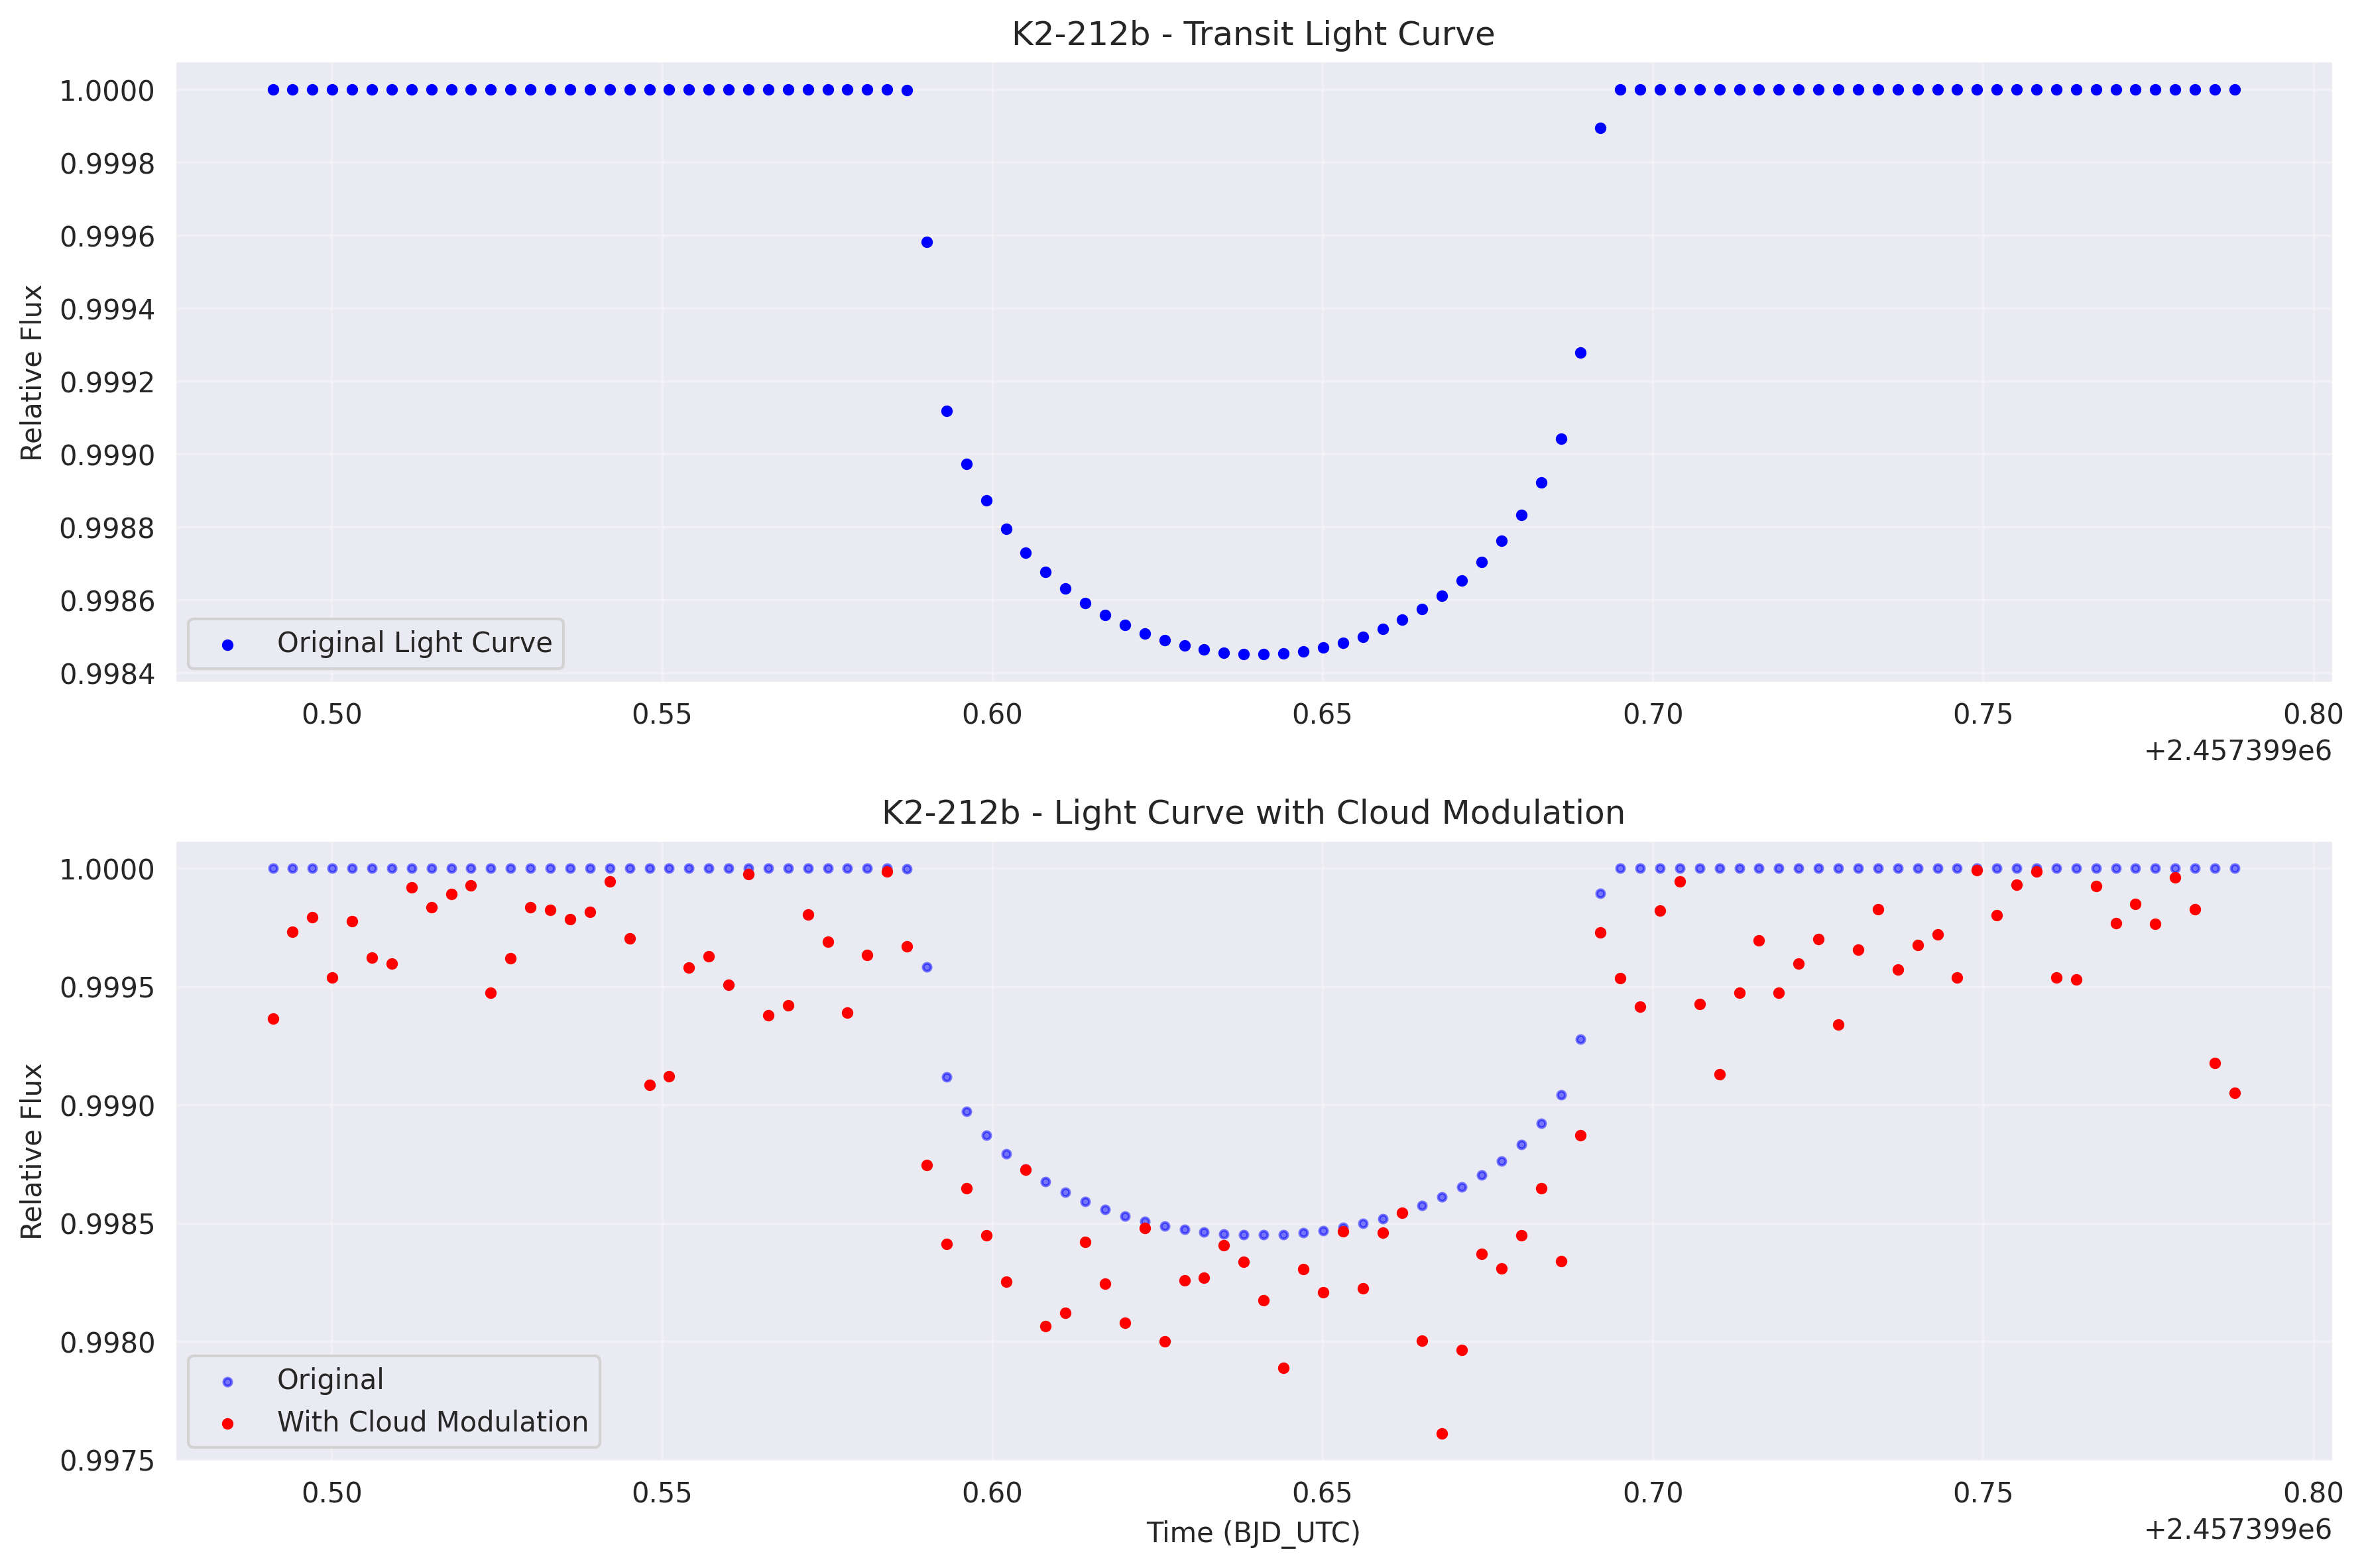 K2-212b - Transit Light Curve
Relative Flux
1.0000
0.9998
0.9996
0.9994
0.9992
0.9990
0.9988
0.9986
0.9984
Original Light Curve
0.50 0.55 0.60 0.65 0.70 0.75 0.80
+2.457399e6
K2-212b - Light Curve with Cloud Modulation
Relative Flux
1.0000
0.9995
0.9990
0.9985
0.9980
0.9975
Original
With Cloud Modulation
0.50 0.55 0.60 0.65 0.70 0.75 0.80
Time (BJD_UTC)
+2.457399e6